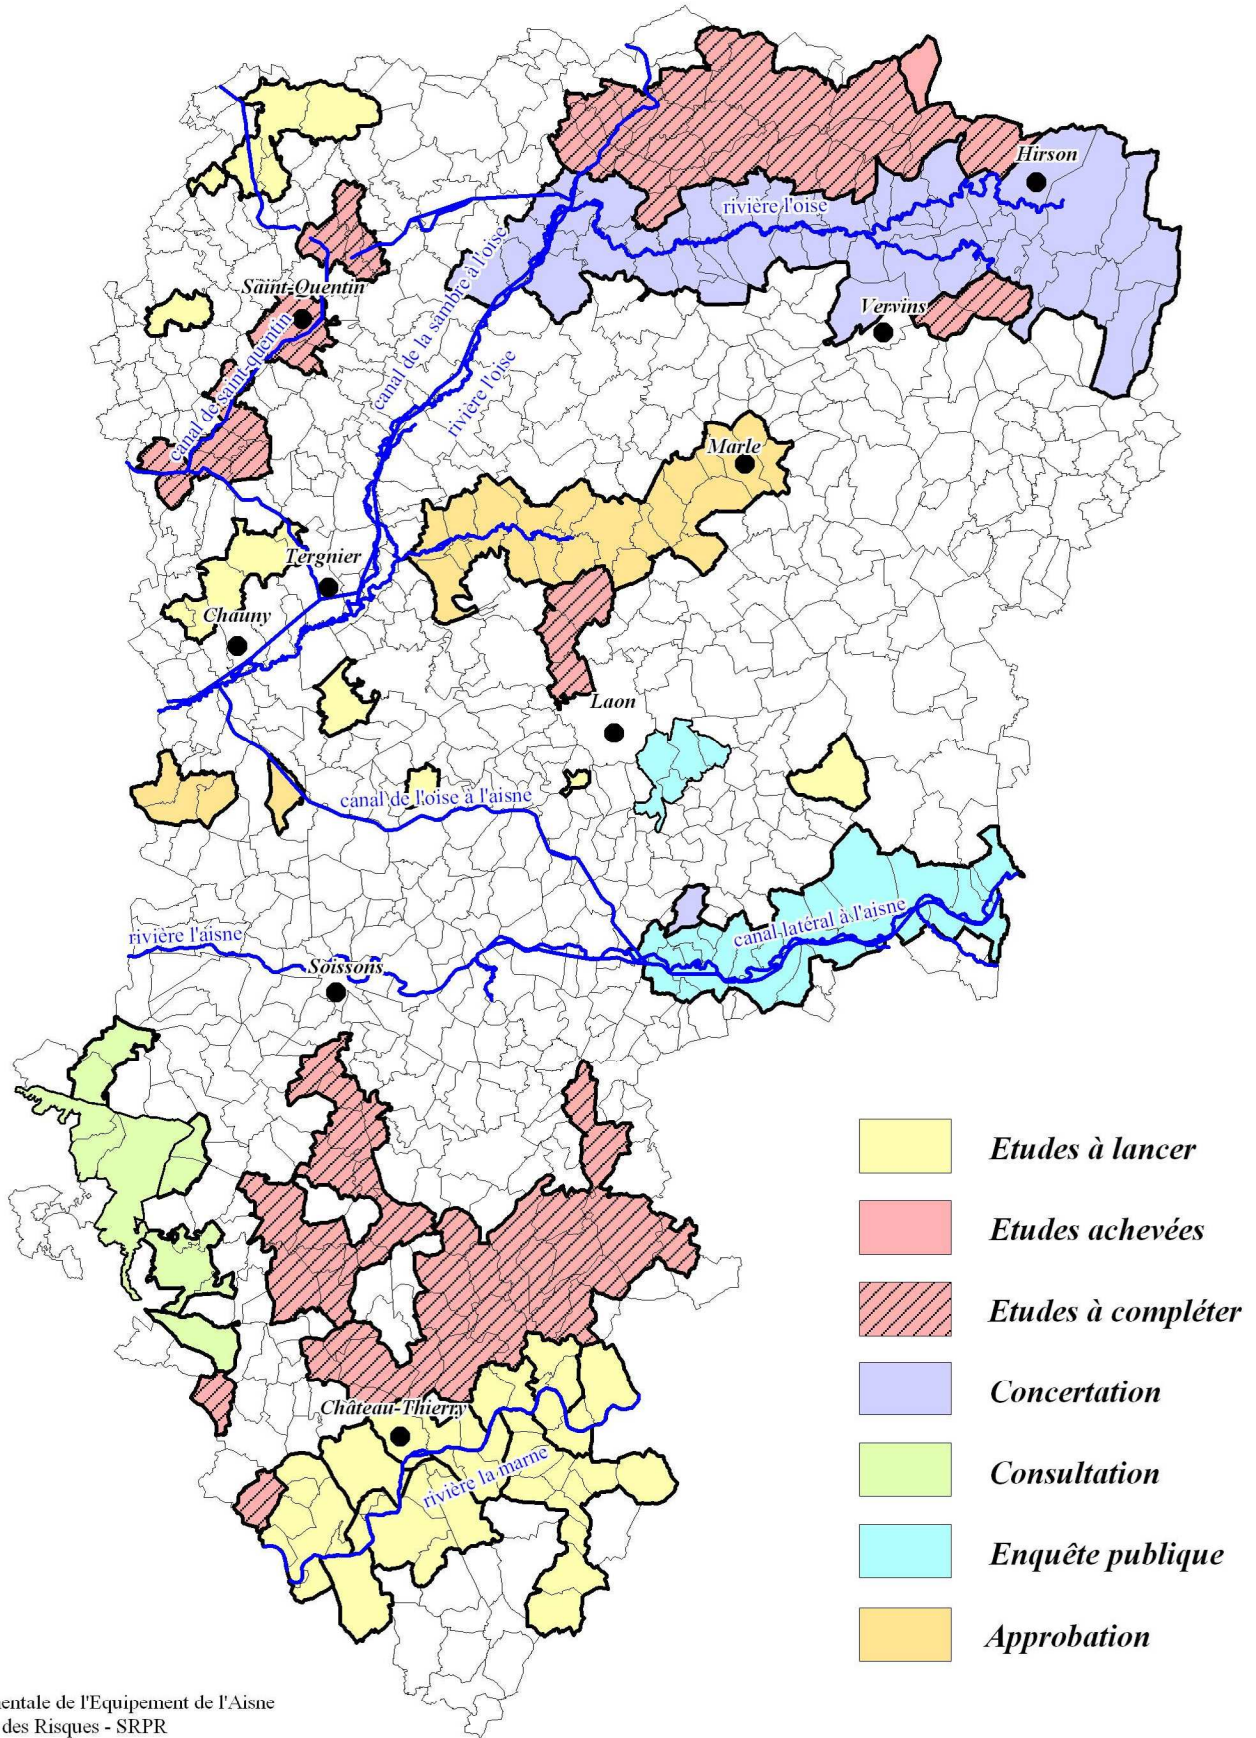 Hirson
rivière l'oise
Saint-Quentin
Vervins
canal de la sambre à l'oise
canal de saint-quentin
rivière l'oise
Marle
Tergnier
Chauny
Laon
canal de l'oise à l'aisne
canal latéral à l'aisne
rivière l'aisne
Soissons
Etudes à lancer
Etudes achevées
Etudes à compléter
Concertation
Château-Thierry
Consultation
rivière la marne
Enquête publique
Approbation
entale de l'Equipement de l'Aisne
des Risques - SRPR